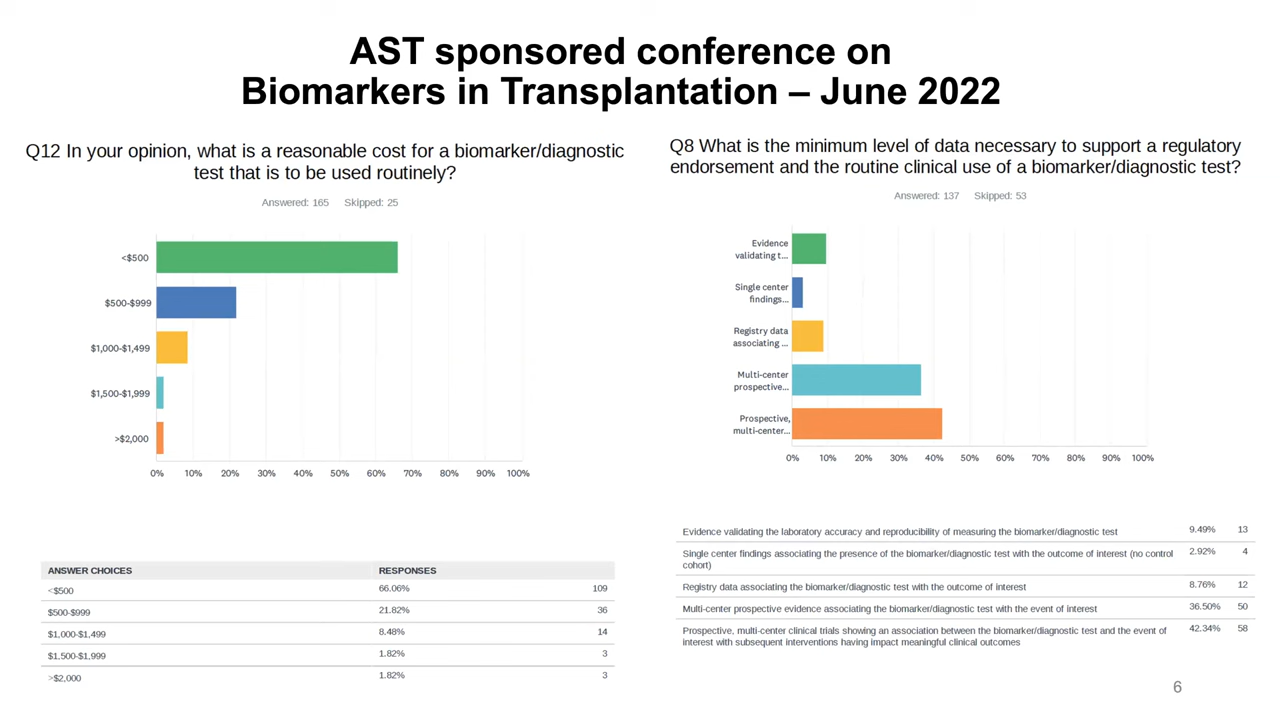 AST sponsored conference on
Biomarkers in Transplantation – June 2022
Q12 In your opinion, what is a reasonable cost for a biomarker/diagnostic
test that is to be used routinely?
Answered: 165 Skipped: 25
<$500
$500-$999
$1,000-$1,499
$1,500-$1,999
>$2,000
0% 10% 20% 30% 40% 50% 60% 70% 80% 90% 100%
ANSWER CHOICES RESPONSES
<$500 66.06% 109
$500-$999 21.82% 36
$1,000-$1,499 8.48% 14
$1,500-$1,999 1.82% 3
>$2,000 1.82% 3
Q8 What is the minimum level of data necessary to support a regulatory
endorsement and the routine clinical use of a biomarker/diagnostic test?
Answered: 137 Skipped: 53
Evidence
validating t...
Single center
findings...
Registry data
associating ...
Multi-center
prospective...
Prospective,
multi-center...
0% 10% 20% 30% 40% 50% 60% 70% 80% 90% 100%
Evidence validating the laboratory accuracy and reproducibility of measuring the biomarker/diagnostic test 9.49% 13
Single center findings associating the presence of the biomarker/diagnostic test with the outcome of interest (no control 2.92% 4
cohort)
Registry data associating the biomarker/diagnostic test with the outcome of interest 8.76% 12
Multi-center prospective evidence associating the biomarker/diagnostic test with the event of interest 36.50% 50
Prospective, multi-center clinical trials showing an association between the biomarker/diagnostic test and the event of 42.34% 58
interest with subsequent interventions having impact meaningful clinical outcomes
6